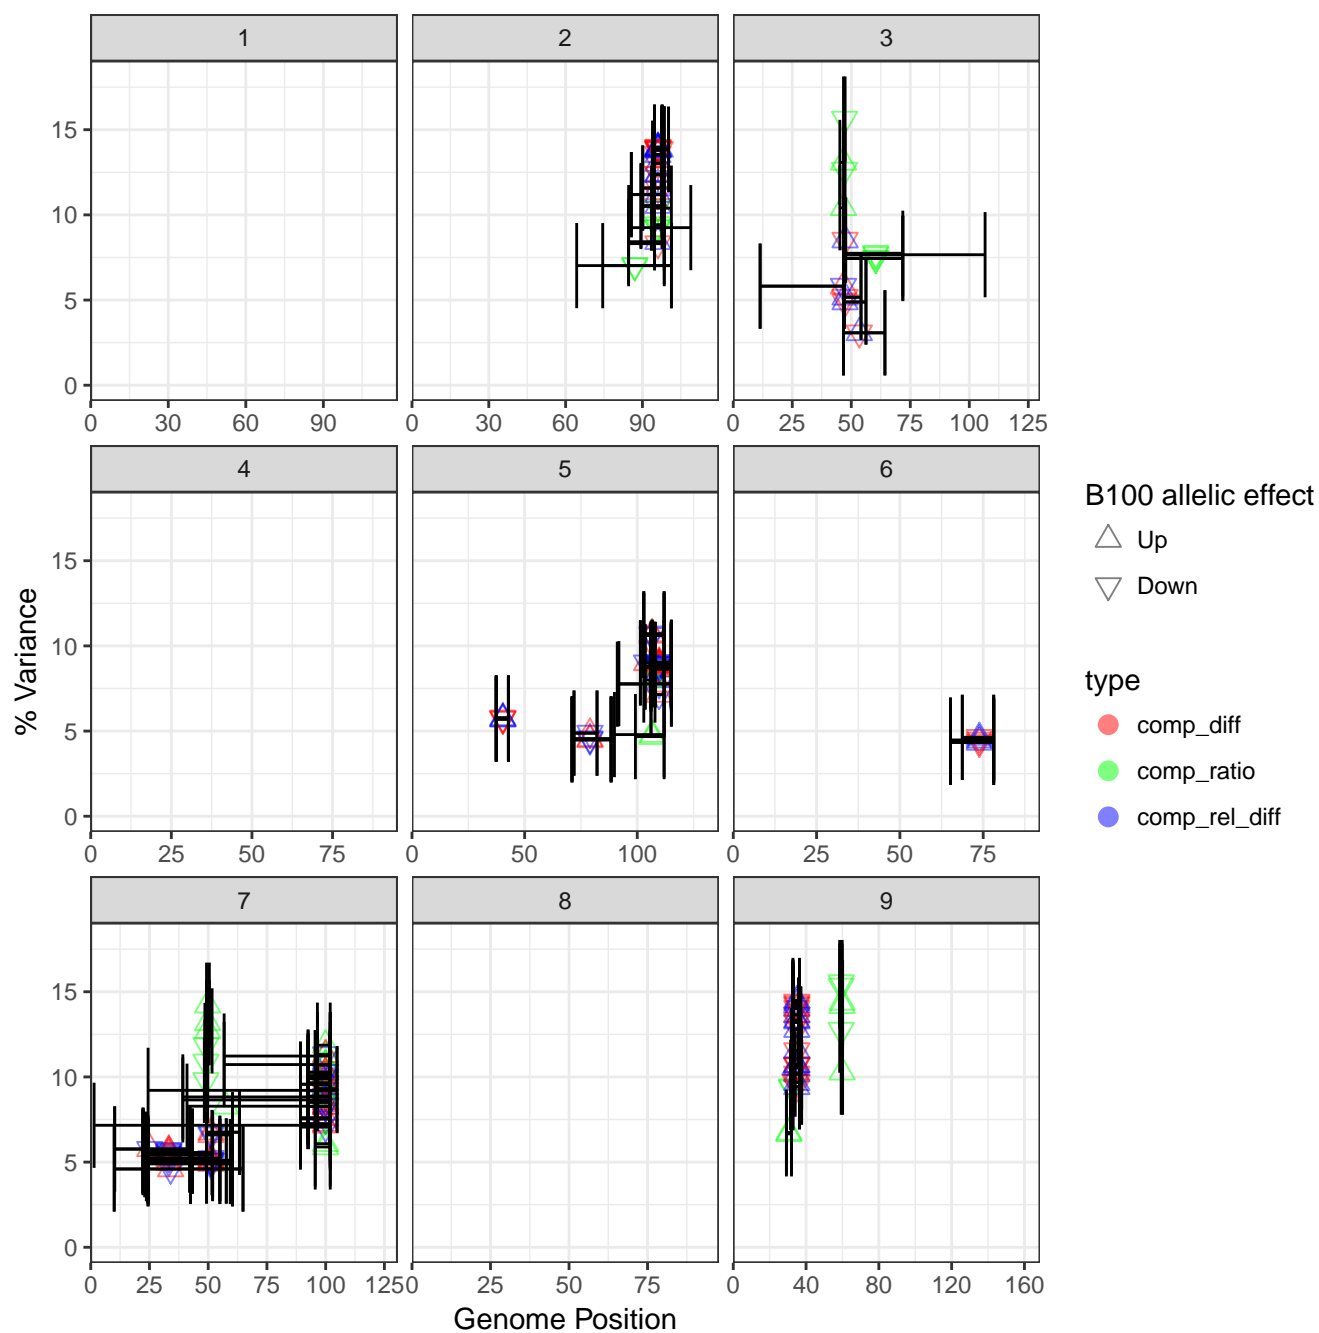 1 2 3
15
10
5
0
0 30 60 90 0 30 60 90 0 25 50 75 100 125
4 5 6
15
10
5
0
0 25 50 75 0 50 100 0 25 50 75
7 8 9
15
10
5
0
0 25 50 75 100 125 0 25 50 75 0 40 80 120 160
% Variance
Genome Position
B100 allelic effect
Up
Down
type
comp_diff
comp_ratio
comp_rel_diff